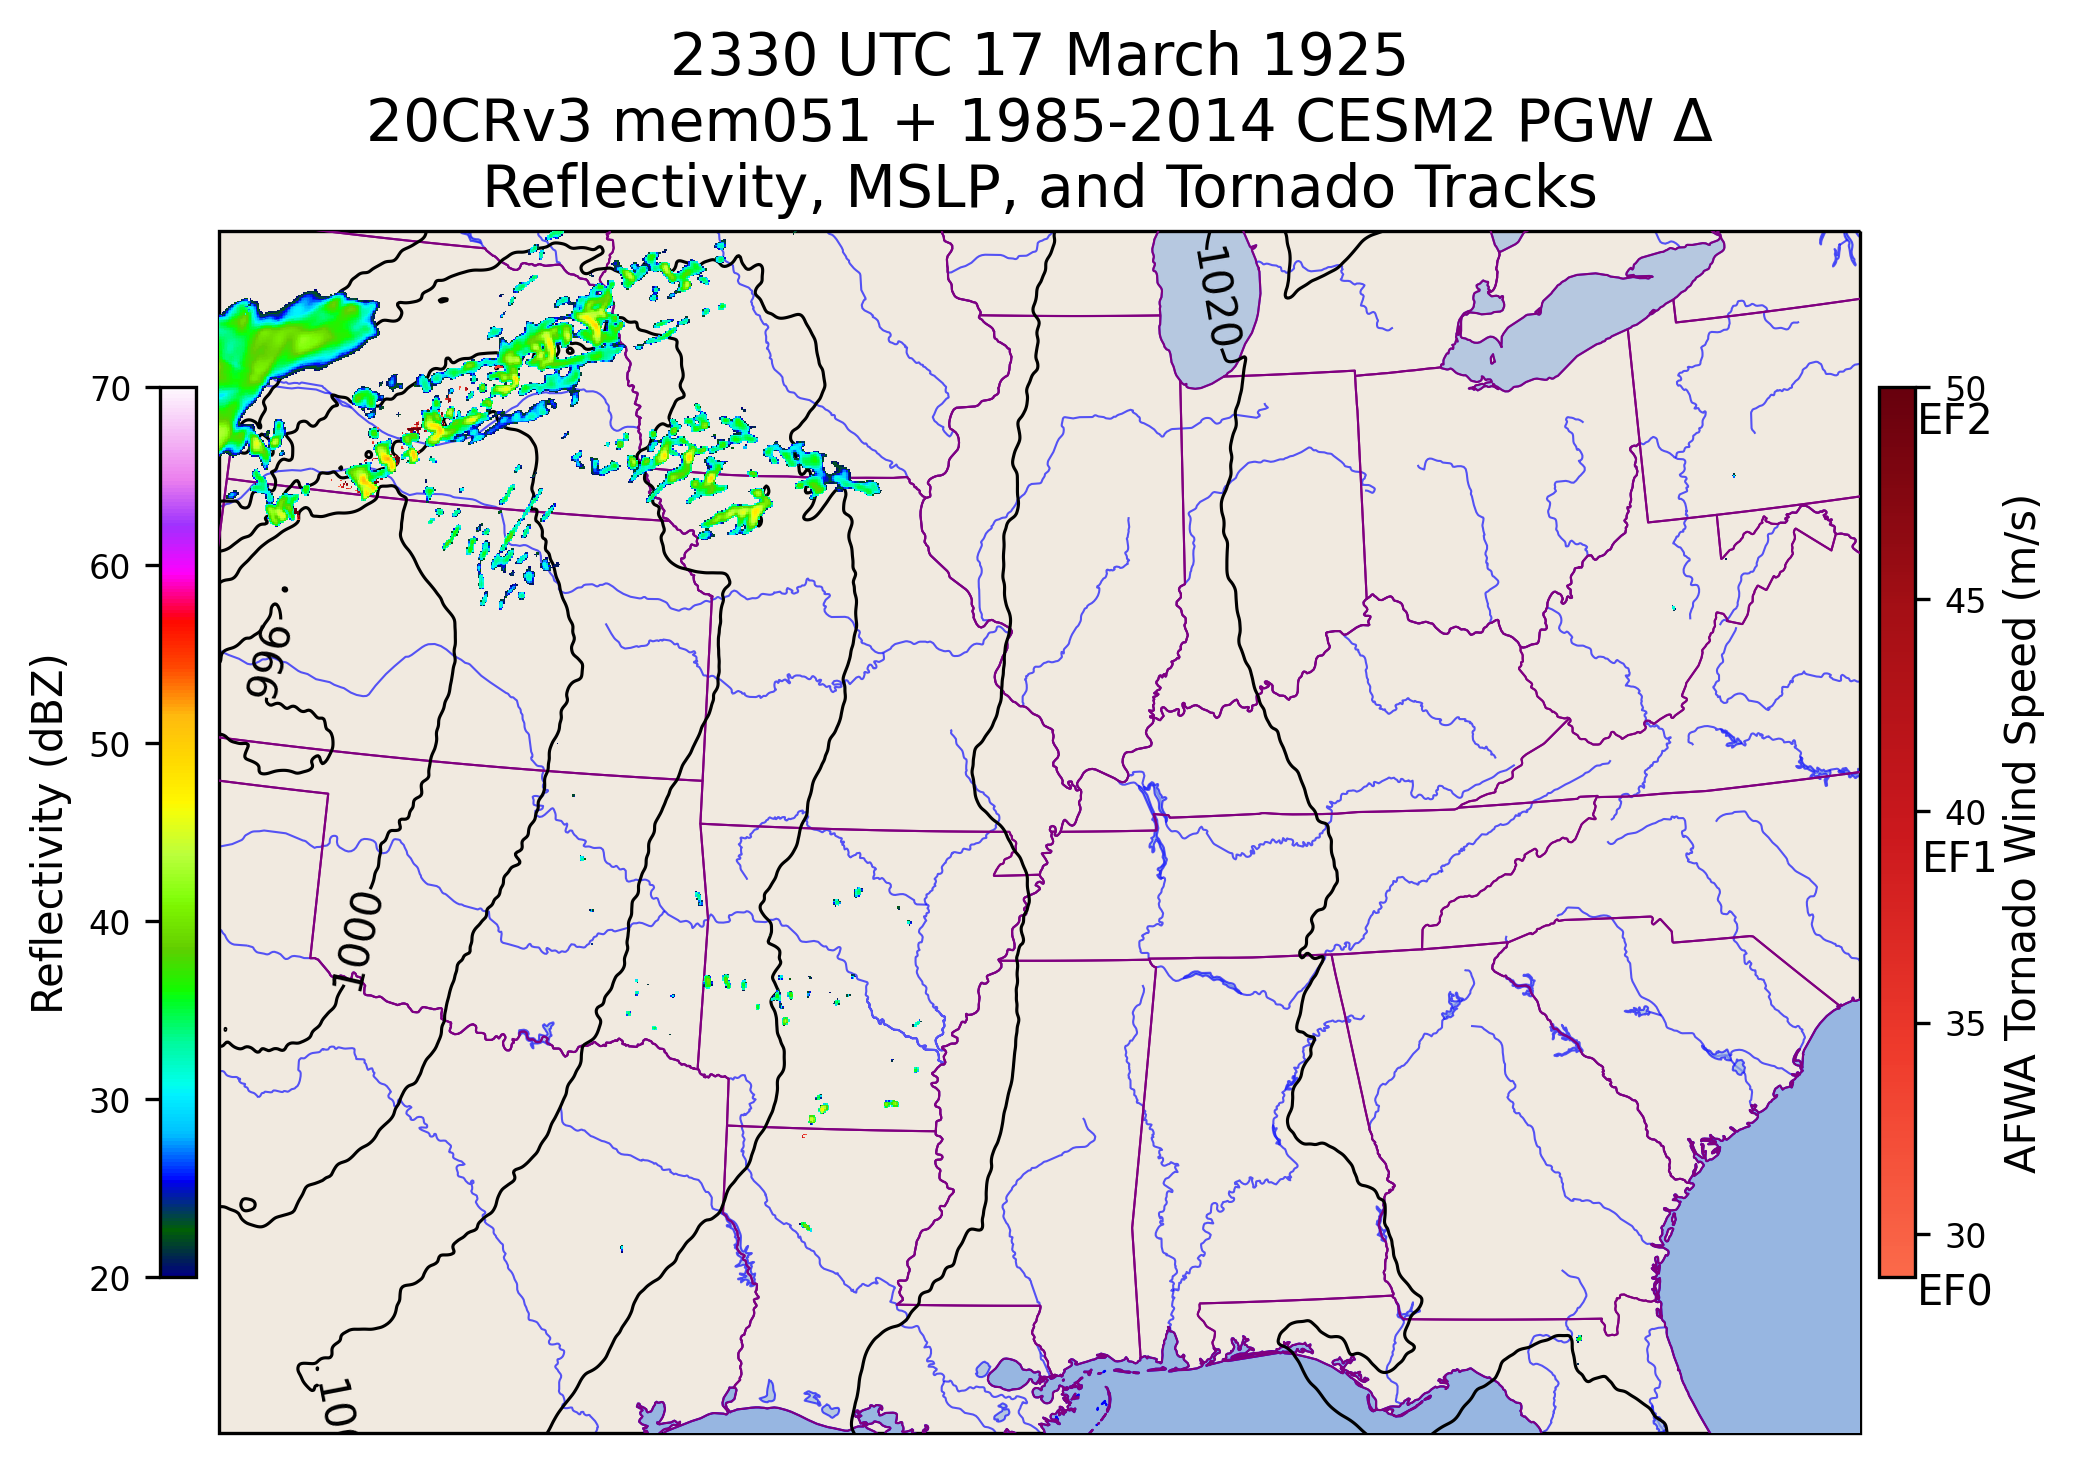 2330 UTC 17 March 1925
20CRv3 mem051 + 1985-2014 CESM2 PGW Δ
Reflectivity, MSLP, and Tornado Tracks
Reflectivity (dBZ)
70
60
50
40
30
20
1020
996
1000
50
EF2
45
40
EF1
35
30
EF0
AFWA Tornado Wind Speed (m/s)